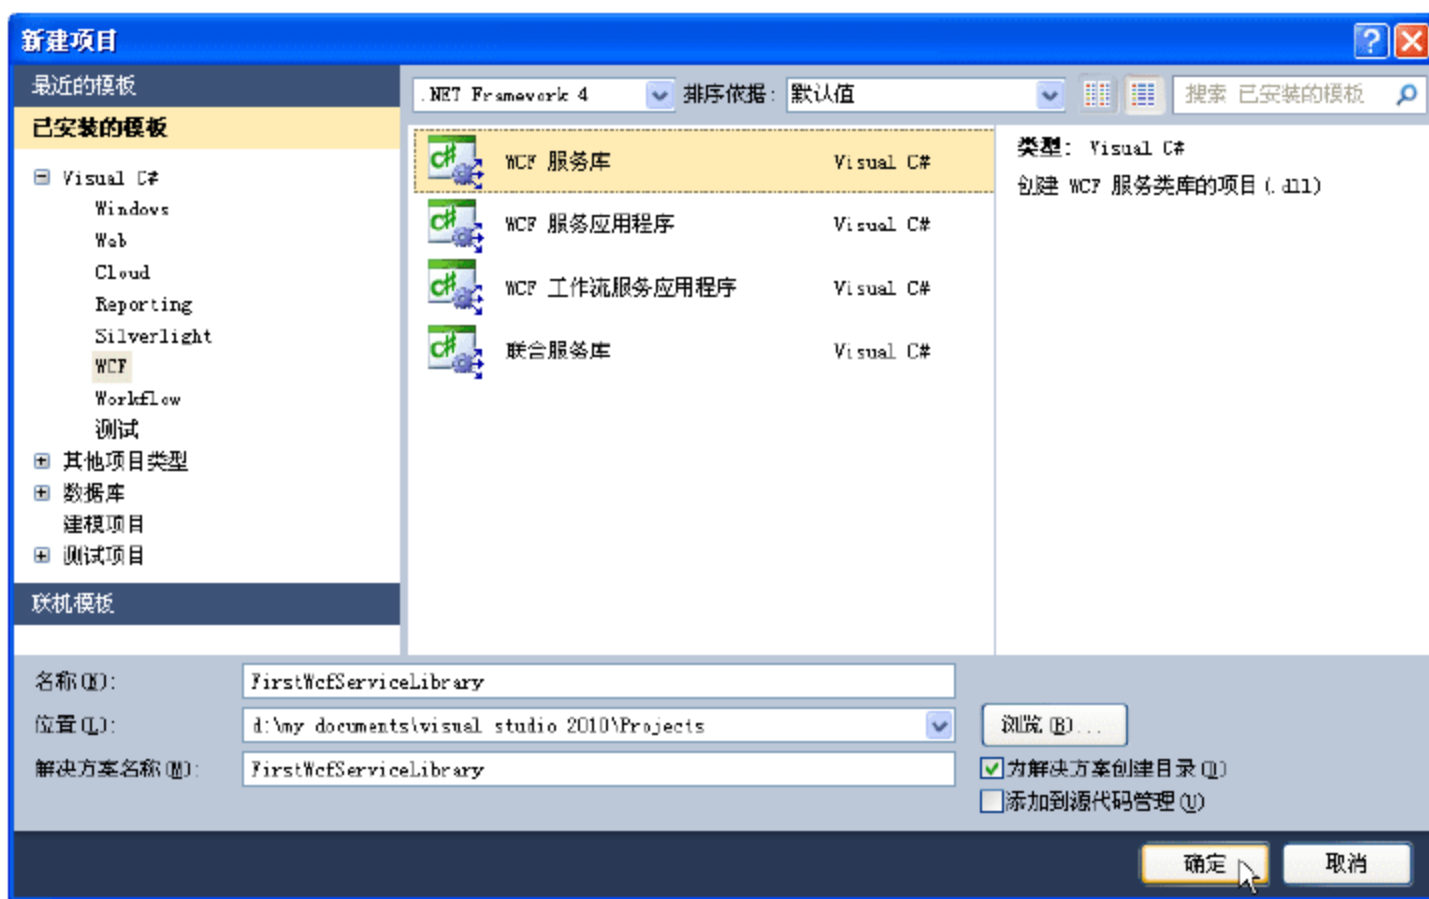 新建项目
最近的模板
.NET Framework 4
排序依据:
默认值
搜索 已安装的模板
已安装的模板
Visual C#
Windows
Web
Cloud
Reporting
Silverlight
WCF
Workflow
测试
其他项目类型
数据库
建模项目
测试项目
联机模板
WCF 服务库 Visual C#
WCF 服务应用程序 Visual C#
WCF 工作流服务应用程序 Visual C#
联合服务库 Visual C#
类型: Visual C#
创建 WCF 服务类库的项目(.dll)
名称(N): FirstWcfServiceLibrary
位置(L): d:\my documents\visual studio 2010\Projects
浏览(B)...
解决方案名称(M): FirstWcfServiceLibrary
为解决方案创建目录(D)
添加到源代码管理(U)
确定
取消